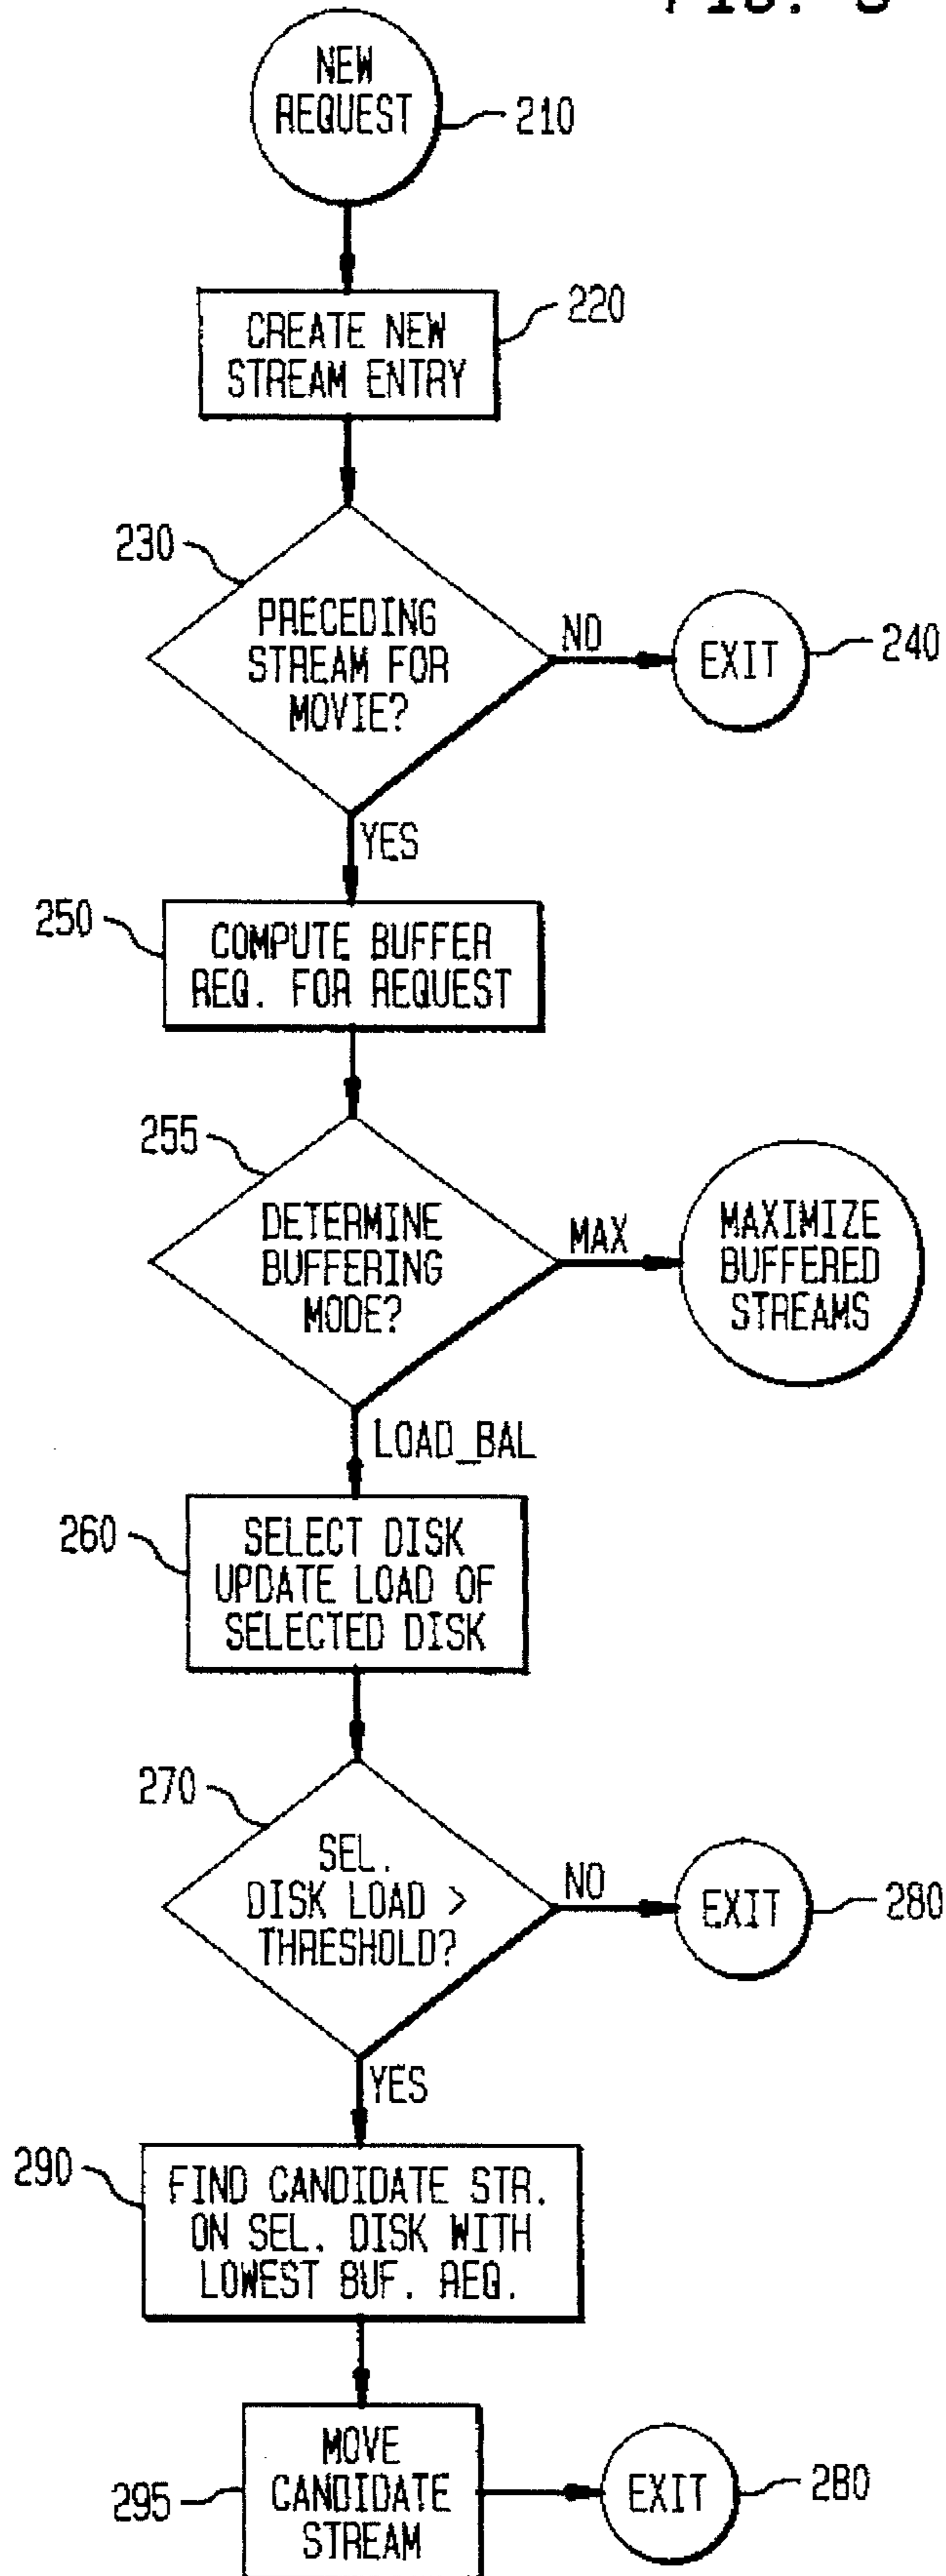 NEW
REQUEST
210
CREATE NEW
STREAM ENTRY
220
230
PRECEDING
STREAM FOR
MOVIE?
NO
EXIT
240
YES
250
COMPUTE BUFFER
REQ. FOR REQUEST
255
DETERMINE
BUFFERING
MODE?
MAX
MAXIMIZE
BUFFERED
STREAMS
LOAD_BAL
260
SELECT DISK
UPDATE LOAD OF
SELECTED DISK
270
SEL.
DISK LOAD >
THRESHOLD?
NO
EXIT
280
YES
290
FIND CANDIDATE STR.
ON SEL. DISK WITH
LOWEST BUF. REQ.
295
MOVE
CANDIDATE
STREAM
EXIT
280